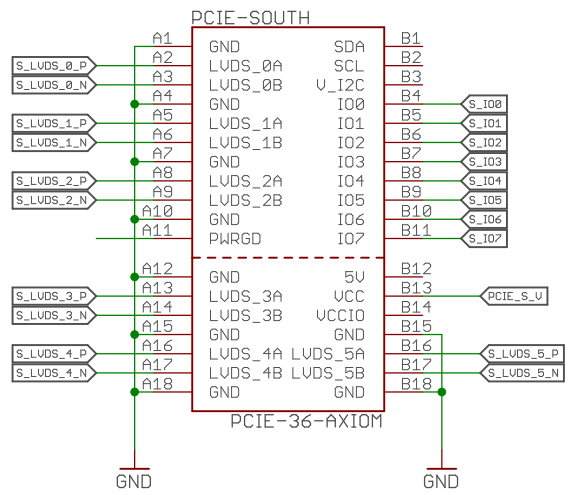 PCIE-SOUTH
A1 GND SDA B1
S_LVDS_0_P A2 LVDS_0A SCL B2
S_LVDS_0_N A3 LVDS_0B V_I2C B3
A4 GND IO0 B4 S_IO0
S_LVDS_1_P A5 LVDS_1A IO1 B5 S_IO1
S_LVDS_1_N A6 LVDS_1B IO2 B6 S_IO2
A7 GND IO3 B7 S_IO3
S_LVDS_2_P A8 LVDS_2A IO4 B8 S_IO4
S_LVDS_2_N A9 LVDS_2B IO5 B9 S_IO5
A10 GND IO6 B10 S_IO6
A11 PWRGD IO7 B11 S_IO7
A12 GND 5V B12
S_LVDS_3_P A13 LVDS_3A VCC B13 PCIE_S_V
S_LVDS_3_N A14 LVDS_3B VCCIO B14
A15 GND GND B15
S_LVDS_4_P A16 LVDS_4A LVDS_5A B16 S_LVDS_5_P
S_LVDS_4_N A17 LVDS_4B LVDS_5B B17 S_LVDS_5_N
A18 GND GND B18
PCIE-36-AXIOM
GND GND